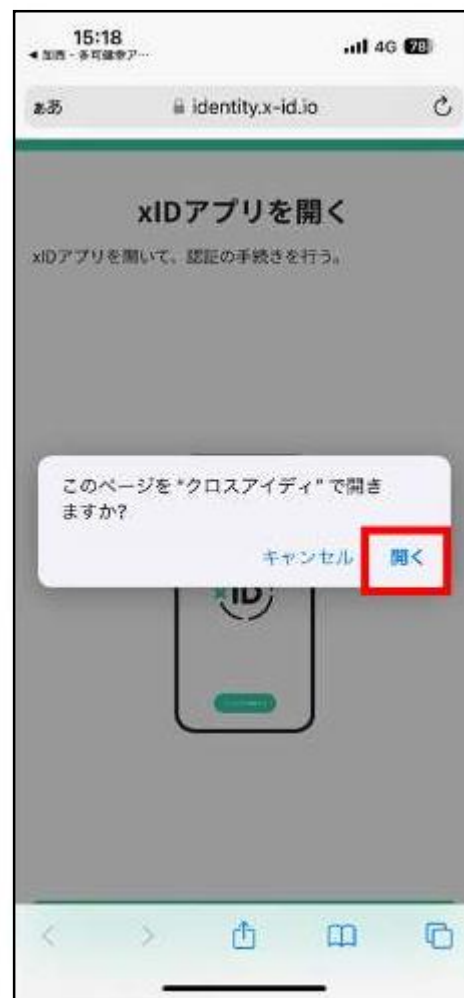 15:18
4G 78
ぁあ
identity.x-id.io
xIDアプリを開く
xIDアプリを開いて、認証の手続きを行う。
このページを"クロスアイディ"で開き
ますか?
キャンセル
開く
xID